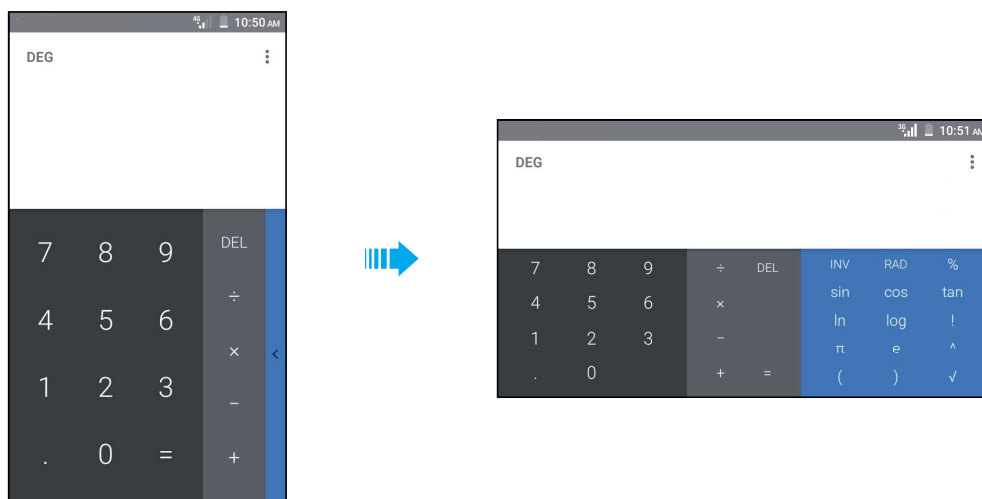 4G 10:50 AM
DEG
7 8 9 DEL
÷
4 5 6
×
<
1 2 3
−
. 0 = +
3G 10:51 AM
DEG
7 8 9 ÷ DEL INV RAD %
4 5 6 × sin cos tan
1 2 3 − ln log !
π e ^
. 0 + = ( ) √